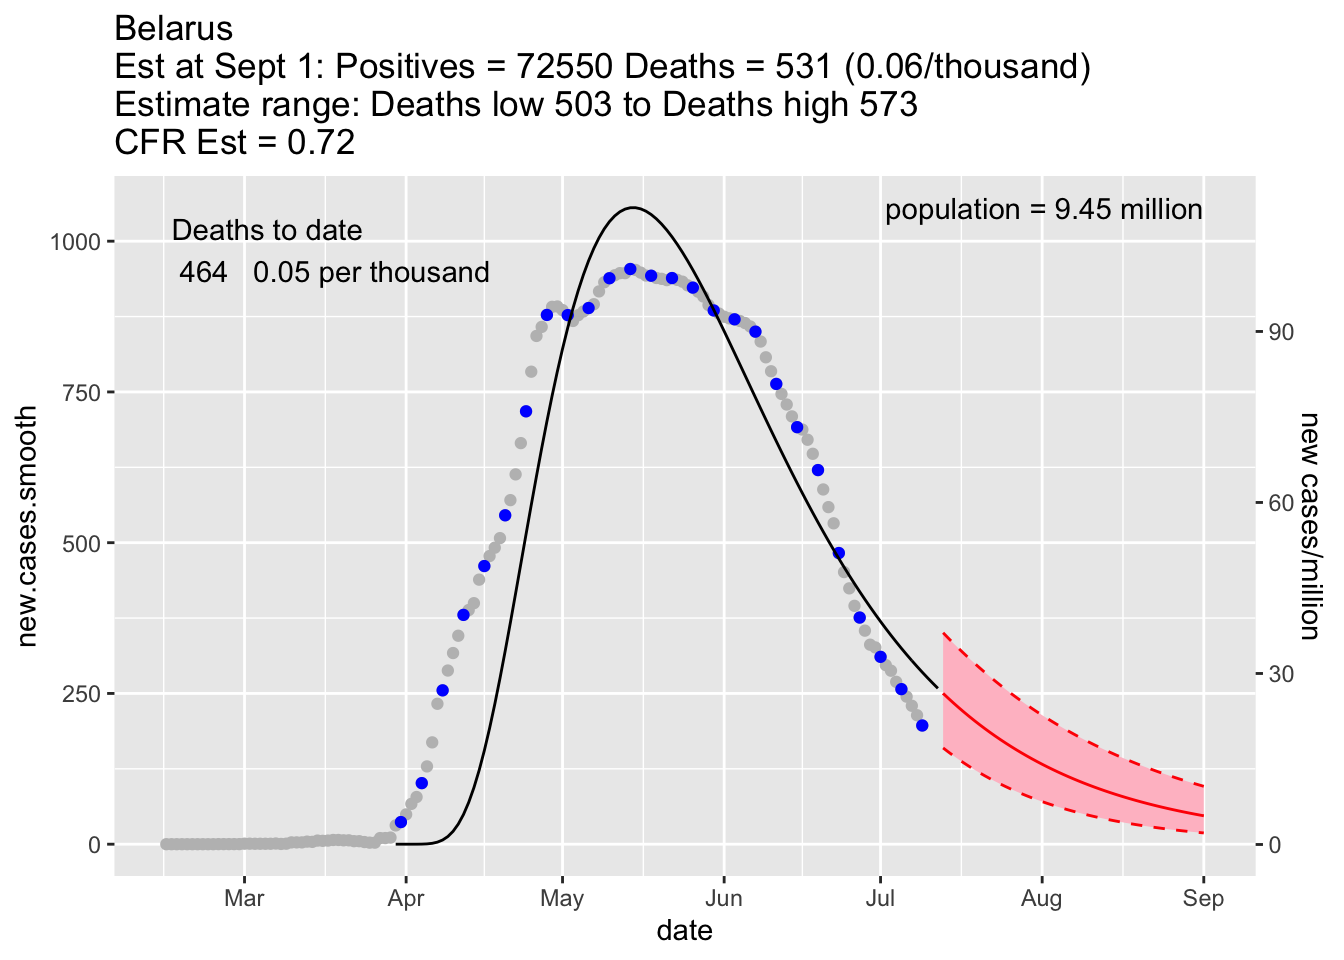 Belarus
Est at Sept 1: Positives = 72550 Deaths = 531 (0.06/thousand)
Estimate range: Deaths low 503 to Deaths high 573
CFR Est = 0.72
population = 9.45 million
Deaths to date
464 0.05 per thousand
1000
750
500
250
0
new.cases.smooth
90
60
30
0
new cases/million
Mar Apr May Jun Jul Aug Sep
date